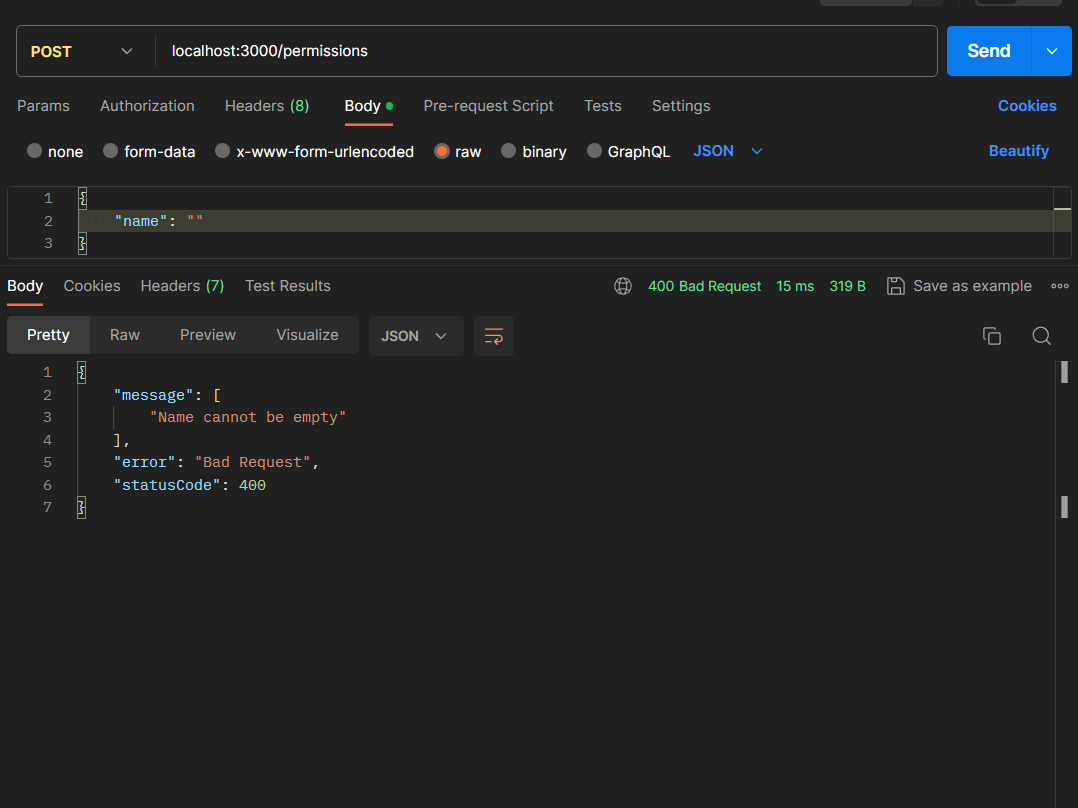 POST localhost:3000/permissions Send
Params Authorization Headers (8) Body Pre-request Script Tests Settings Cookies
none form-data x-www-form-urlencoded raw binary GraphQL JSON Beautify
1 {
2 "name": ""
3 }
Body Cookies Headers (7) Test Results 400 Bad Request 15 ms 319 B Save as example
Pretty Raw Preview Visualize JSON
1 {
2 "message": [
3 "Name cannot be empty"
4 ],
5 "error": "Bad Request",
6 "statusCode": 400
7 }